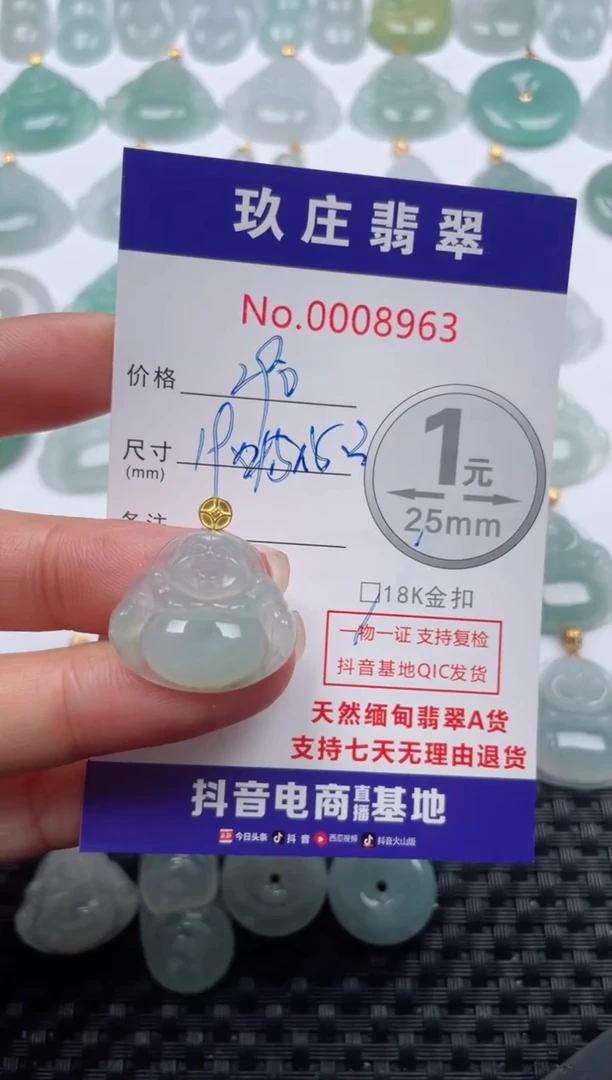 玖庄翡翠
No.0008963
价格
尺寸
(mm)
备注
1元
25mm
□18K金扣
一物一证 支持复检
抖音基地QIC发货
天然缅甸翡翠A货
支持七天无理由退货
抖音电商直播基地
今日头条 抖音 西瓜视频 抖音火山版